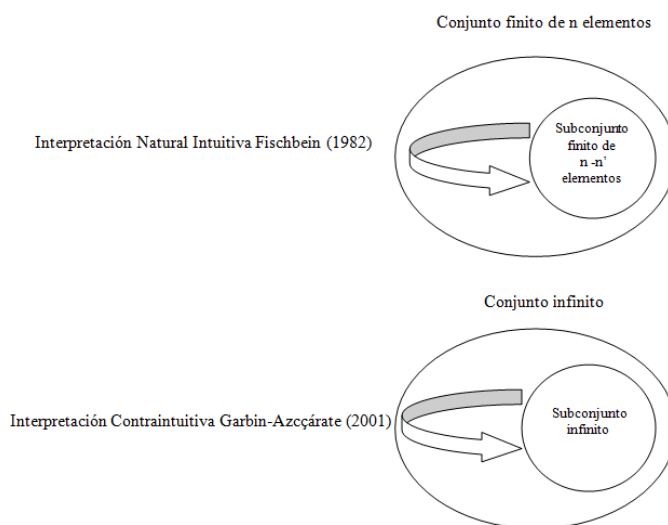 Conjunto finito de n elementos
Interpretación Natural Intuitiva Fischbein (1982)
Subconjunto
finito de
n -n'
elementos
Conjunto infinito
Interpretación Contraintuitiva Garbin-Azcçárate (2001)
Subconjunto
infinito